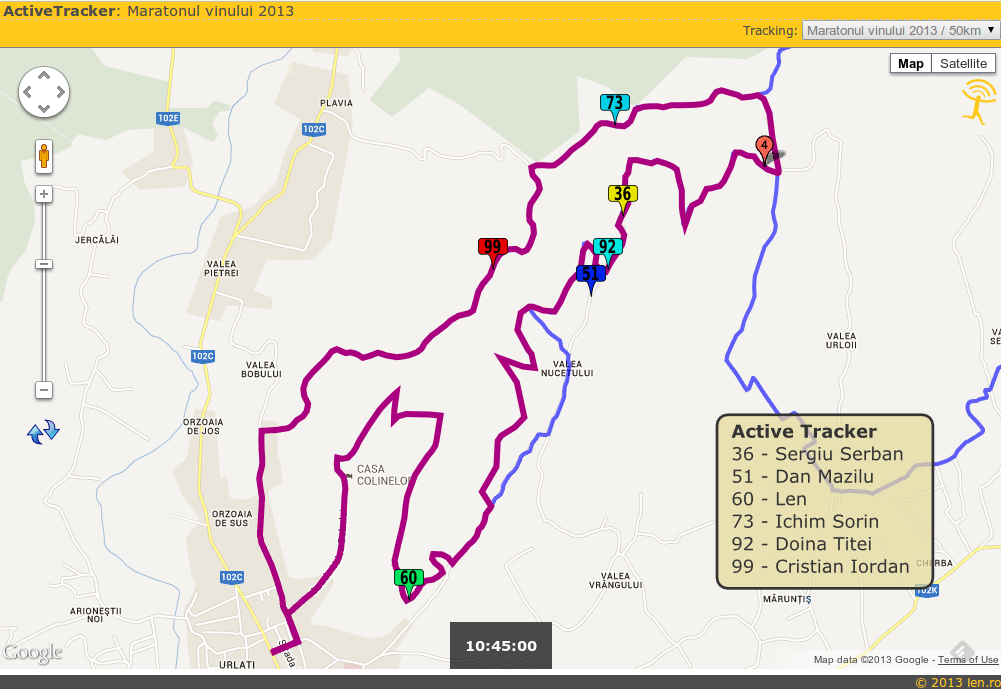 ActiveTracker: Maratonul vinului 2013
Tracking: Maratonul vinului 2013 / 50km
Map Satellite
PLAVIA
102E
102C
73
4
36
JERCĂLĂI
99
92
VALEA
PIETREI
51
102C
VALEA
BOBULUI
VALEA
NUCETULUI
VALEA
URLOII
VA
SE
ORZOAIA
DE JOS
CASA
COLINELOR
ORZOAIA
DE SUS
Active Tracker
36 - Sergiu Serban
51 - Dan Mazilu
60 - Len
73 - Ichim Sorin
92 - Doina Titei
99 - Cristian Iordan
CHERBA
102C
60
VALEA
VRÂNGULUI
102K
MĂRUNȚIȘ
ARIONEȘTII
NOI
10:45:00
Strada
URLATI
Google
Map data ©2013 Google - Terms of Use
© 2013 len.ro